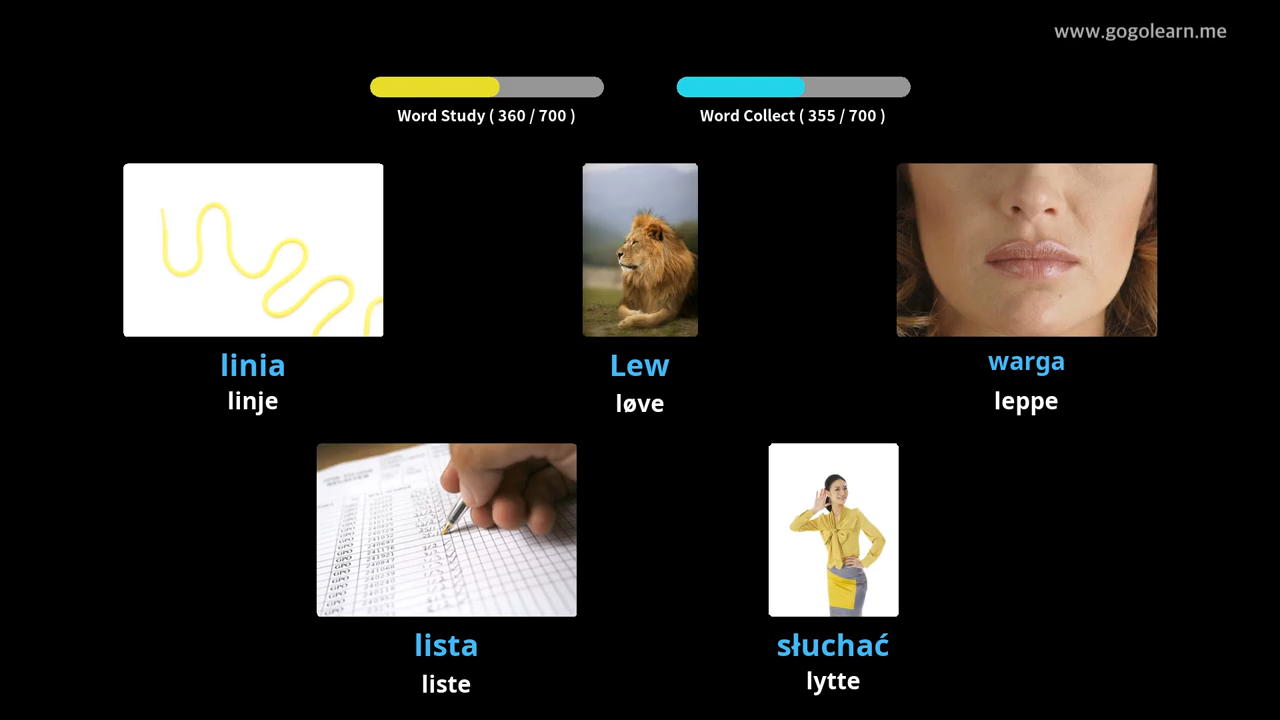 www.gogolearn.me
Word Study ( 360 / 700 )
Word Collect ( 355 / 700 )
linia
linje
Lew
løve
warga
leppe
lista
liste
słuchać
lytte